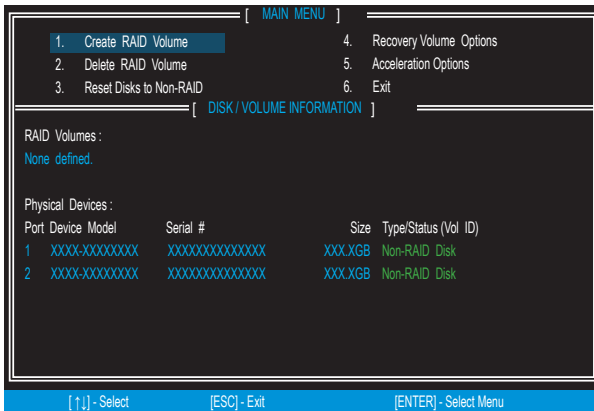 [ MAIN MENU ]
1. Create RAID Volume
2. Delete RAID Volume
3. Reset Disks to Non-RAID
4. Recovery Volume Options
5. Acceleration Options
6. Exit
[ DISK / VOLUME INFORMATION ]
RAID Volumes :
None defined.
Physical Devices :
Port Device Model Serial # Size Type/Status (Vol ID)
1 XXXX-XXXXXXXX XXXXXXXXXXXXXX XXX.XGB Non-RAID Disk
2 XXXX-XXXXXXXX XXXXXXXXXXXXXX XXX.XGB Non-RAID Disk
[ ↑↓] - Select [ESC] - Exit [ENTER] - Select Menu